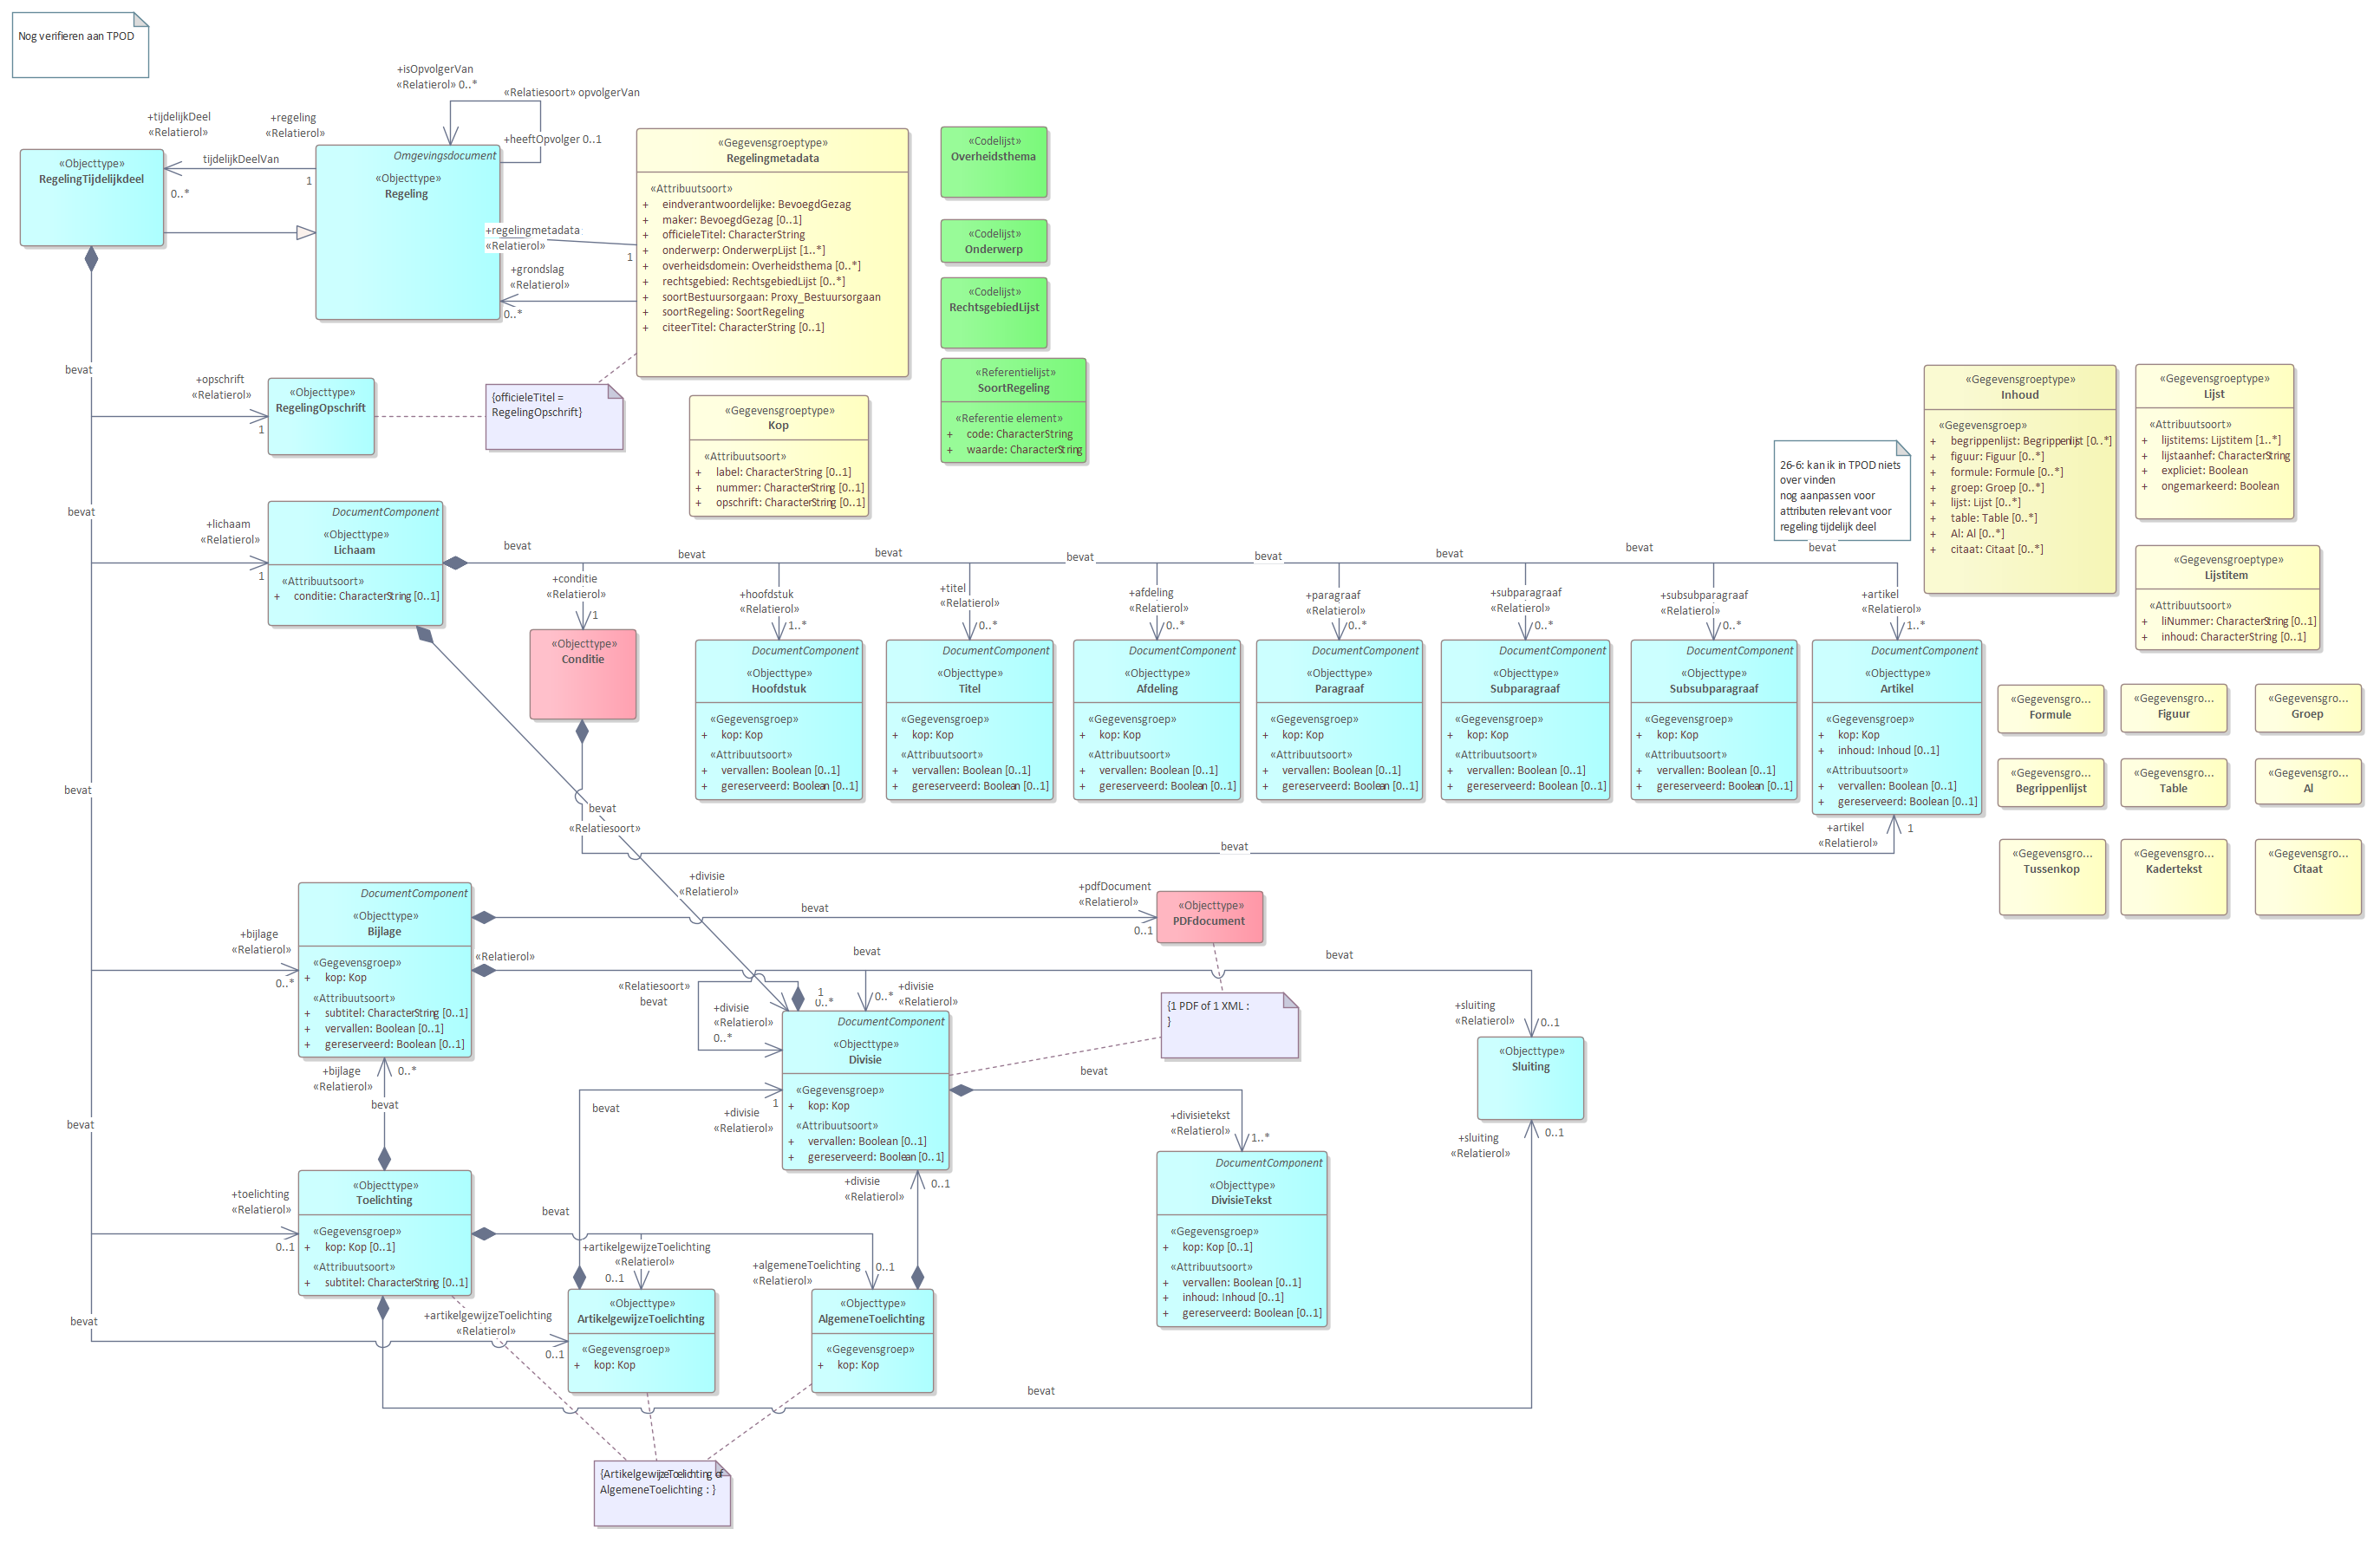 Nog verifieren aan TPOD
+isOpvolgerVan
«Relatierol» 0..*
«Relatiesoort» opvolgerVan
+heeftOpvolger 0..1
+tijdelijkDeel
«Relatierol»
+regeling
«Relatierol»
tijdelijkDeelVan
0..*
1
«Objecttype»
RegelingTijdelijkdeel
Omgevingsdocument
«Objecttype»
Regeling
+regelingmetadata
«Relatierol»
1
+grondslag
«Relatierol»
0..*
«Gegevensgroeptype»
Regelingmetadata
«Attribuutsoort»
+ eindverantwoordelijke: BevoegdGezag
+ maker: BevoegdGezag [0..1]
+ officieleTitel: CharacterString
+ onderwerp: OnderwerpLijst [1..*]
+ overheidsdomein: Overheidsthema [0..*]
+ rechtsgebied: RechtsgebiedLijst [0..*]
+ soortBestuursorgaan: Proxy_Bestuursorgaan
+ soortRegeling: SoortRegeling
+ citeerTitel: CharacterString [0..1]
«Codelijst»
Overheidsthema
«Codelijst»
Onderwerp
«Codelijst»
RechtsgebiedLijst
«Referentielijst»
SoortRegeling
«Referentie element»
+ code: CharacterString
+ waarde: CharacterString
bevat
+opschrift
«Relatierol»
1
«Objecttype»
RegelingOpschrift
{officieleTitel =
RegelingOpschrift}
«Gegevensgroeptype»
Kop
«Attribuutsoort»
+ label: CharacterString [0..1]
+ nummer: CharacterString [0..1]
+ opschrift: CharacterString [0..1]
26-6: kan ik in TPOD niets
over vinden
nog aanpassen voor
attributen relevant voor
regeling tijdelijk deel
«Gegevensgroeptype»
Inhoud
«Gegevensgroep»
+ begrippenlijst: Begrippenlijst [0..*]
+ figuur: Figuur [0..*]
+ formule: Formule [0..*]
+ groep: Groep [0..*]
+ lijst: Lijst [0..*]
+ table: Table [0..*]
+ Al: Al [0..*]
+ citaat: Citaat [0..*]
«Gegevensgroeptype»
Lijst
«Attribuutsoort»
+ lijstitems: Lijstitem [1..*]
+ lijstaanhef: CharacterString
+ expliciet: Boolean
+ ongemarkeerd: Boolean
«Gegevensgroeptype»
Lijstitem
«Attribuutsoort»
+ liNummer: CharacterString [0..1]
+ inhoud: CharacterString [0..1]
bevat
+lichaam
«Relatierol»
1
DocumentComponent
«Objecttype»
Lichaam
«Attribuutsoort»
+ conditie: CharacterString [0..1]
bevat
bevat
bevat
bevat
bevat
bevat
bevat
bevat
+conditie
«Relatierol»
1
«Objecttype»
Conditie
+hoofdstuk
«Relatierol»
1..*
DocumentComponent
«Objecttype»
Hoofdstuk
«Gegevensgroep»
+ kop: Kop
«Attribuutsoort»
+ vervallen: Boolean [0..1]
+ gereserveerd: Boolean [0..1]
+titel
«Relatierol»
0..*
DocumentComponent
«Objecttype»
Titel
«Gegevensgroep»
+ kop: Kop
«Attribuutsoort»
+ vervallen: Boolean [0..1]
+ gereserveerd: Boolean [0..1]
+afdeling
«Relatierol»
0..*
DocumentComponent
«Objecttype»
Afdeling
«Gegevensgroep»
+ kop: Kop
«Attribuutsoort»
+ vervallen: Boolean [0..1]
+ gereserveerd: Boolean [0..1]
+paragraaf
«Relatierol»
0..*
DocumentComponent
«Objecttype»
Paragraaf
«Gegevensgroep»
+ kop: Kop
«Attribuutsoort»
+ vervallen: Boolean [0..1]
+ gereserveerd: Boolean [0..1]
+subparagraaf
«Relatierol»
0..*
DocumentComponent
«Objecttype»
Subparagraaf
«Gegevensgroep»
+ kop: Kop
«Attribuutsoort»
+ vervallen: Boolean [0..1]
+ gereserveerd: Boolean [0..1]
+subsubparagraaf
«Relatierol»
0..*
DocumentComponent
«Objecttype»
Subsubparagraaf
«Gegevensgroep»
+ kop: Kop
«Attribuutsoort»
+ vervallen: Boolean [0..1]
+ gereserveerd: Boolean [0..1]
+artikel
«Relatierol»
1..*
DocumentComponent
«Objecttype»
Artikel
«Gegevensgroep»
+ kop: Kop
+ inhoud: Inhoud [0..1]
«Attribuutsoort»
+ vervallen: Boolean [0..1]
+ gereserveerd: Boolean [0..1]
+artikel
«Relatierol»
1
bevat
«Gegevensgro...
Formule
«Gegevensgro...
Figuur
«Gegevensgro...
Groep
«Gegevensgro...
Begrippenlijst
«Gegevensgro...
Table
«Gegevensgro...
Al
«Gegevensgro...
Tussenkop
«Gegevensgro...
Kadertekst
«Gegevensgro...
Citaat
bevat
bevat
«Relatiesoort»
+divisie
«Relatierol»
+bijlage
«Relatierol»
0..*
DocumentComponent
«Objecttype»
Bijlage
«Gegevensgroep»
+ kop: Kop
«Attribuutsoort»
+ subtitel: CharacterString [0..1]
+ vervallen: Boolean [0..1]
+ gereserveerd: Boolean [0..1]
bevat
+pdfDocument
«Relatierol»
0..1
«Objecttype»
PDFdocument
«Relatierol»
bevat
bevat
«Relatiesoort»
bevat
1
0..*
0..*
+divisie
«Relatierol»
+divisie
«Relatierol»
0..*
{1 PDF of 1 XML :
}
+sluiting
«Relatierol»
0..1
«Objecttype»
Sluiting
+sluiting
«Relatierol»
0..1
DocumentComponent
«Objecttype»
Divisie
«Gegevensgroep»
+ kop: Kop
«Attribuutsoort»
+ vervallen: Boolean [0..1]
+ gereserveerd: Boolean [0..1]
+bijlage
«Relatierol»
0..*
bevat
bevat
1
+divisie
«Relatierol»
bevat
+divisietekst
«Relatierol»
1..*
DocumentComponent
«Objecttype»
DivisieTekst
«Gegevensgroep»
+ kop: Kop [0..1]
«Attribuutsoort»
+ vervallen: Boolean [0..1]
+ inhoud: Inhoud [0..1]
+ gereserveerd: Boolean [0..1]
bevat
+toelichting
«Relatierol»
0..1
«Objecttype»
Toelichting
«Gegevensgroep»
+ kop: Kop [0..1]
«Attribuutsoort»
+ subtitel: CharacterString [0..1]
bevat
+divisie
«Relatierol»
0..1
+artikelgewijzeToelichting
«Relatierol»
0..1
+algemeneToelichting
«Relatierol»
0..1
bevat
+artikelgewijzeToelichting
«Relatierol»
0..1
«Objecttype»
ArtikelgewijzeToelichting
«Gegevensgroep»
+ kop: Kop
«Objecttype»
AlgemeneToelichting
«Gegevensgroep»
+ kop: Kop
bevat
{ArtikelgewijzeToelichting of
AlgemeneToelichting : }